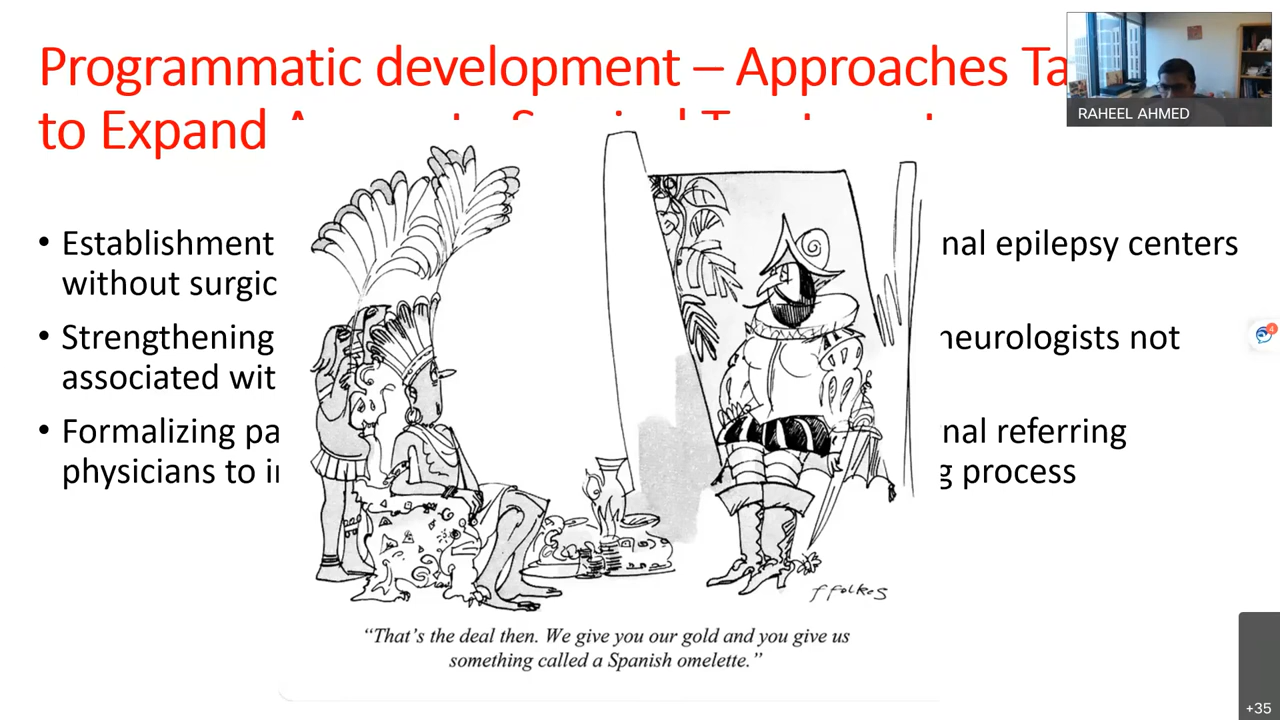 Programmatic development – Approaches Ta
to Expand
RAHEEL AHMED
• Establishment
nal epilepsy centers
without surgic
• Strengthening
neurologists not
associated wit
• Formalizing pa
nal referring
physicians to i
g process
ffolkes
“That’s the deal then. We give you our gold and you give us
something called a Spanish omelette.”
4
+35